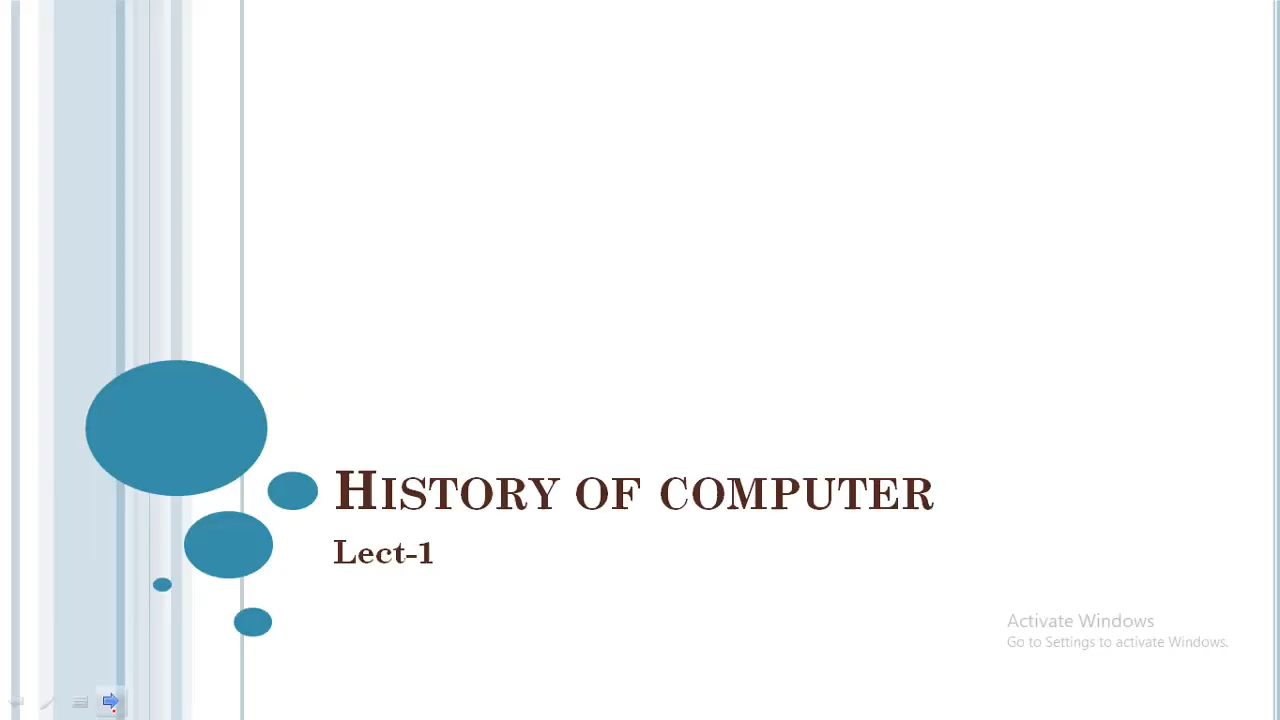 History of computer
Lect-1
Activate Windows
Go to Settings to activate Windows.